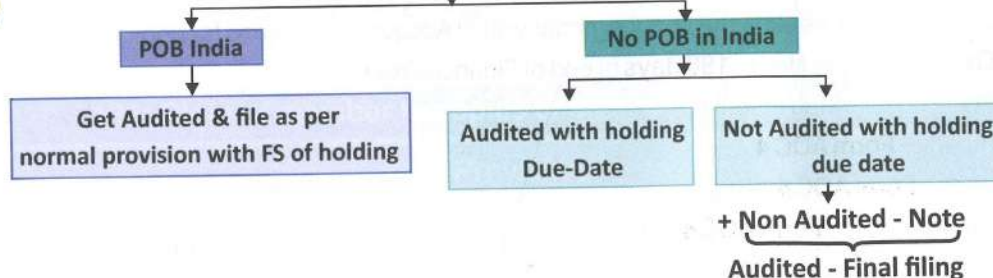 POB India
No POB in India
Get Audited & file as per
normal provision with FS of holding
Audited with holding
Due-Date
Not Audited with holding
due date
+ Non Audited - Note
Audited - Final filing